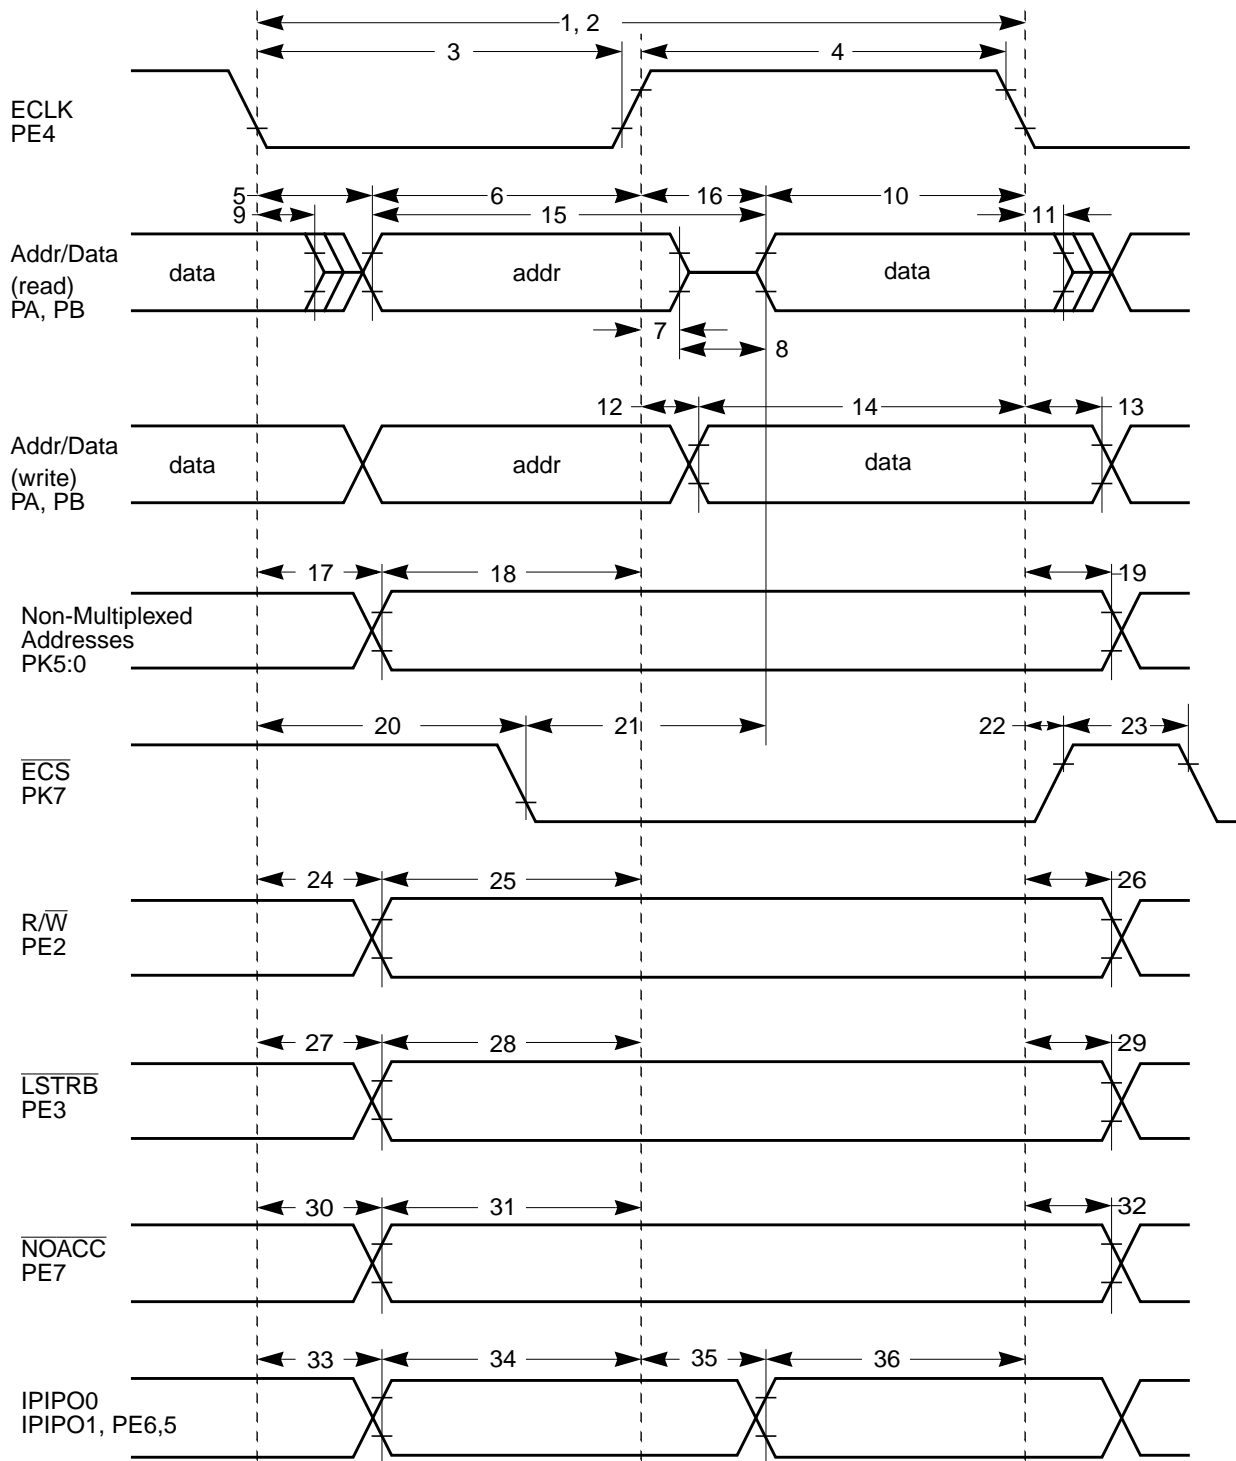 1, 2
3
4
ECLK
PE4
5
6
16
10
9
15
11
Addr/Data
(read)
PA, PB
data
addr
data
7
8
12
14
13
Addr/Data
(write)
PA, PB
data
addr
data
17
18
19
Non-Multiplexed
Addresses
PK5:0
20
21
22
23
ECS
PK7
24
25
26
R/W
PE2
27
28
29
LSTRB
PE3
30
31
32
NOACC
PE7
33
34
35
36
IPIPO0
IPIPO1, PE6,5